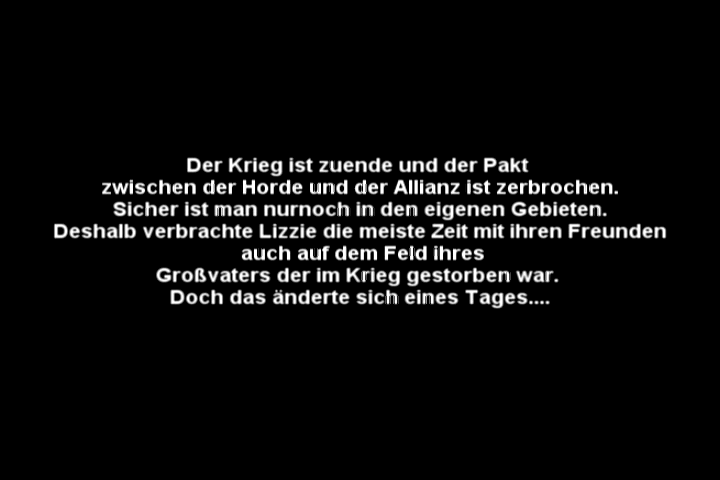 Der Krieg ist zuende und der Pakt
zwischen der Horde und der Allianz ist zerbrochen.
Sicher ist man nurnoch in den eigenen Gebieten.
Deshalb verbrachte Lizzie die meiste Zeit mit ihren Freunden
auch auf dem Feld ihres
Großvaters der im Krieg gestorben war.
Doch das änderte sich eines Tages....